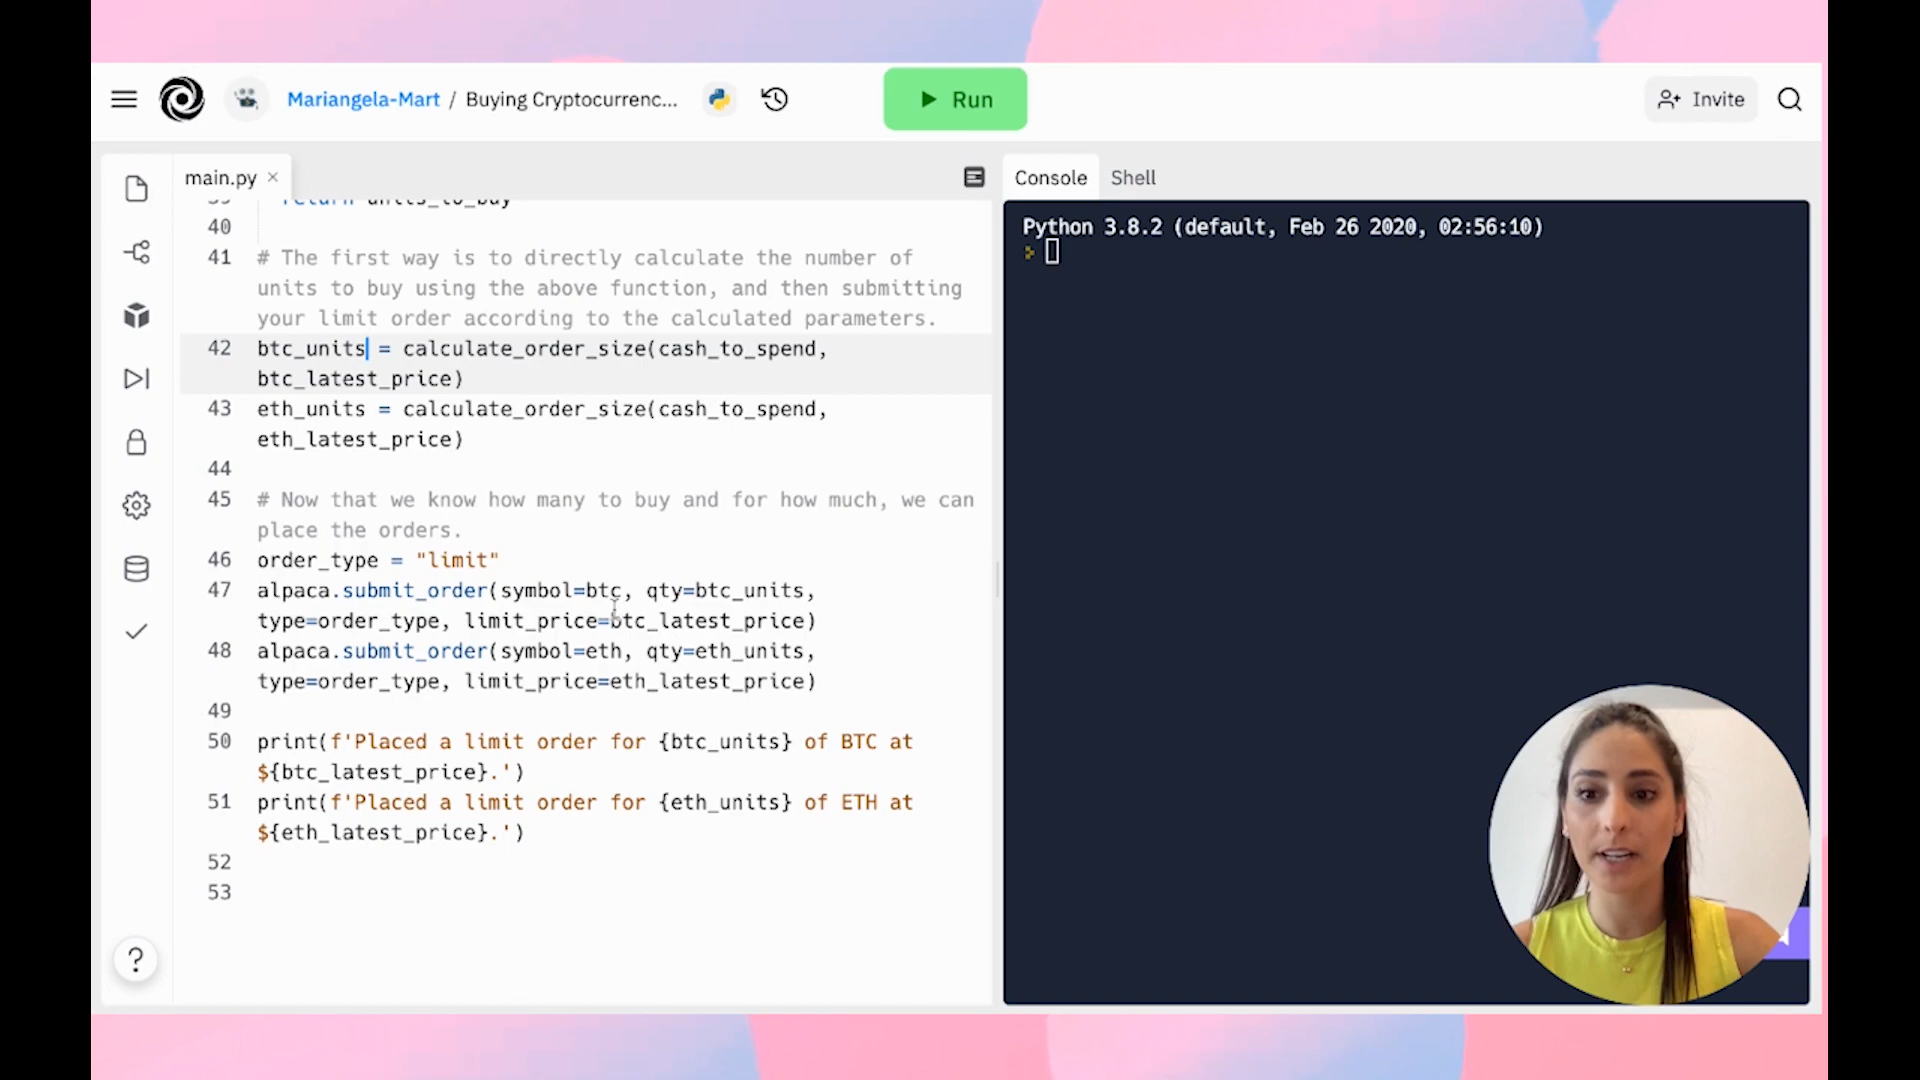 Mariangela-Mart / Buying Cryptocurrenc...
Run
Invite
main.py ×
Console
Shell
39 return units_to_buy
40
41 # The first way is to directly calculate the number of
units to buy using the above function, and then submitting
your limit order according to the calculated parameters.
42 btc_units = calculate_order_size(cash_to_spend,
btc_latest_price)
43 eth_units = calculate_order_size(cash_to_spend,
eth_latest_price)
44
45 # Now that we know how many to buy and for how much, we can
place the orders.
46 order_type = "limit"
47 alpaca.submit_order(symbol=btc, qty=btc_units,
type=order_type, limit_price=btc_latest_price)
48 alpaca.submit_order(symbol=eth, qty=eth_units,
type=order_type, limit_price=eth_latest_price)
49
50 print(f'Placed a limit order for {btc_units} of BTC at
${btc_latest_price}.')
51 print(f'Placed a limit order for {eth_units} of ETH at
${eth_latest_price}.')
52
53
?
Python 3.8.2 (default, Feb 26 2020, 02:56:10)